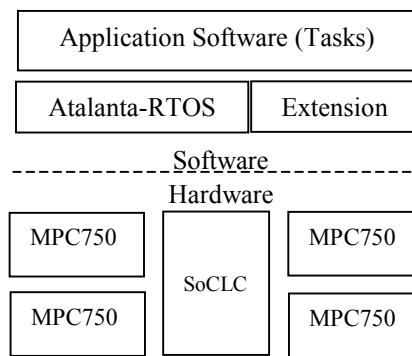 Application Software (Tasks)
Atalanta-RTOS Extension
Software
Hardware
MPC750 SoCLC MPC750
MPC750 MPC750